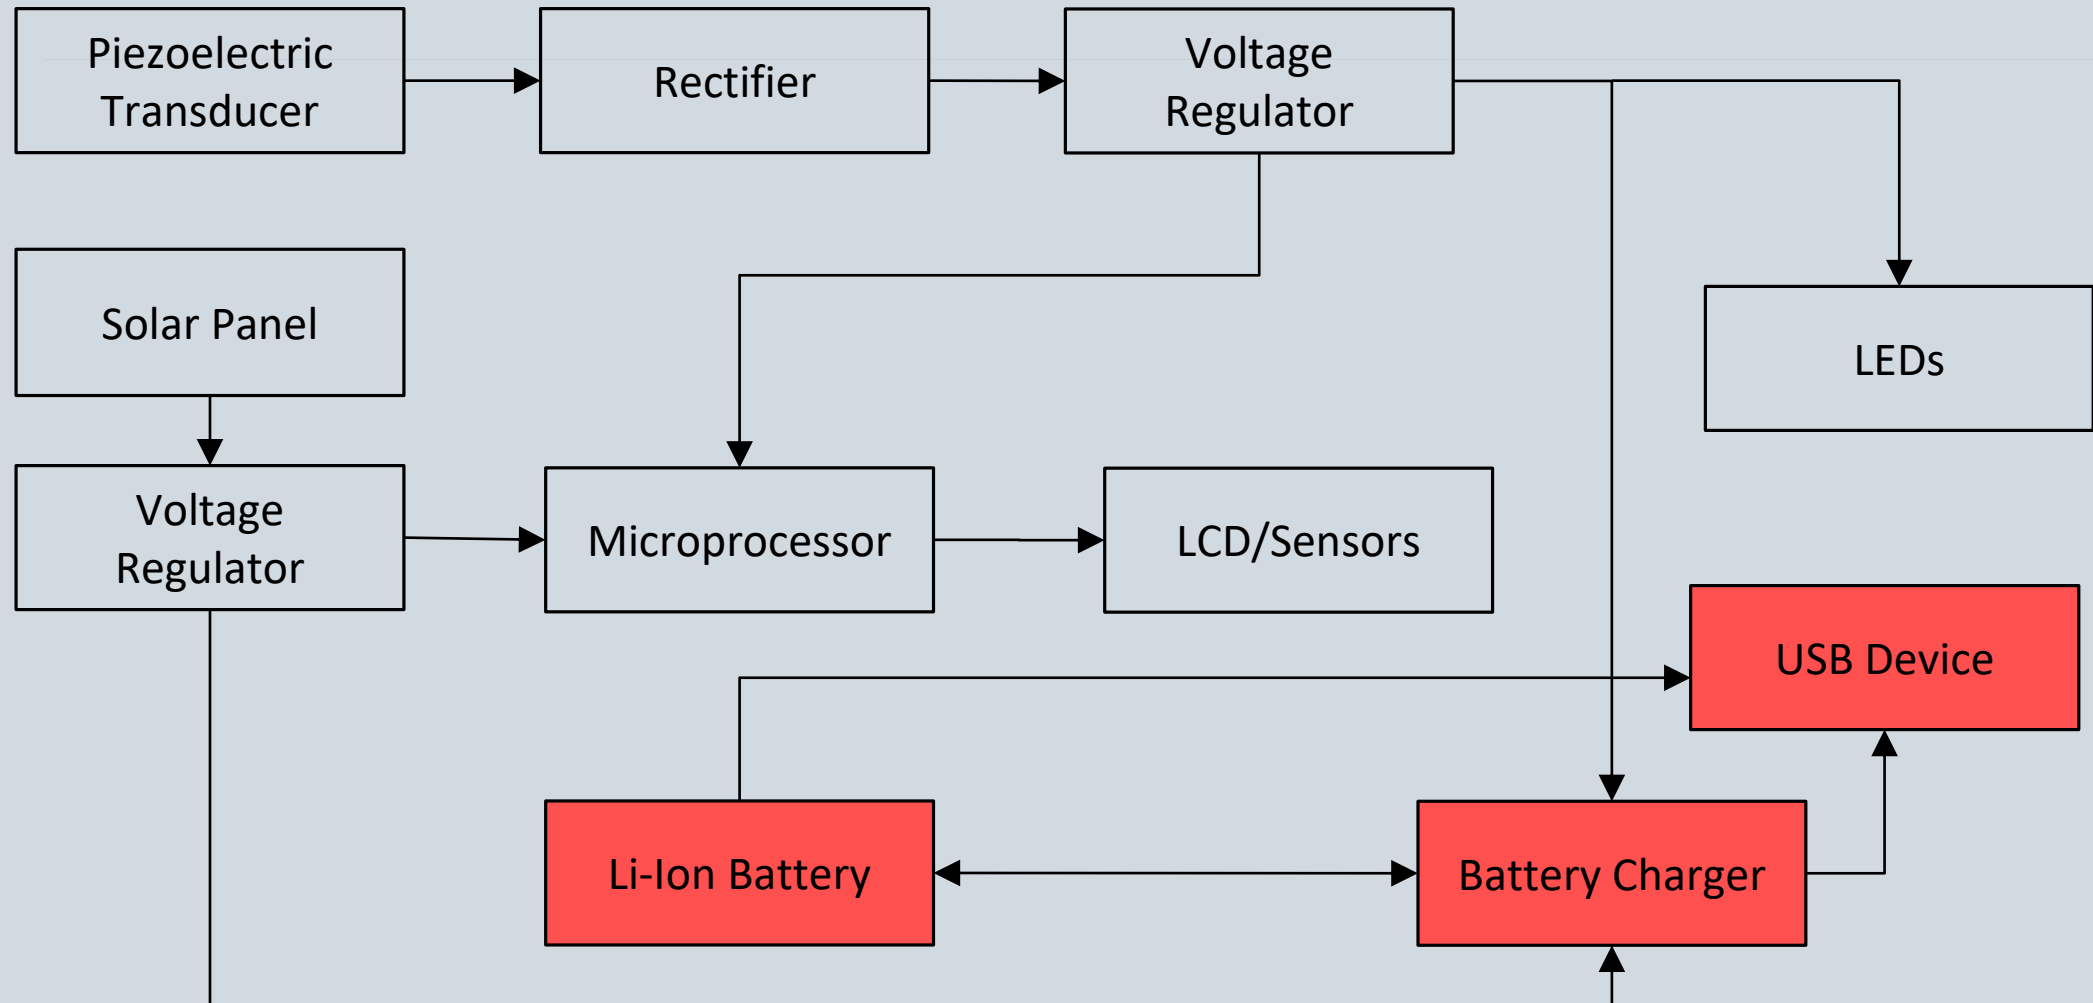 Piezoelectric
Transducer
Rectifier
Voltage
Regulator
Solar Panel
LEDs
Voltage
Regulator
Microprocessor
LCD/Sensors
USB Device
Li-Ion Battery
Battery Charger